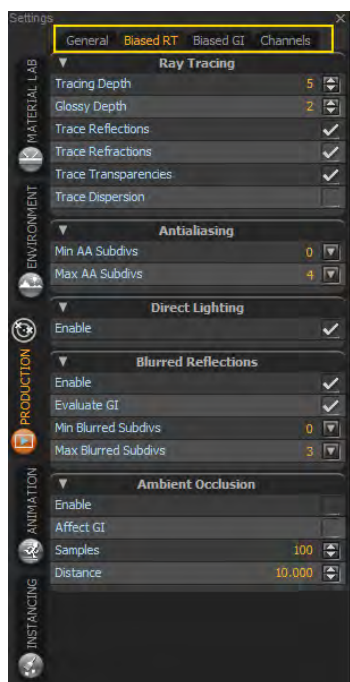 Settings
General Biased RT Biased GI Channels
Ray Tracing
Tracing Depth 5
Glossy Depth 2
Trace Reflections
Trace Refractions
Trace Transparencies
Trace Dispersion
Antialiasing
Min AA Subdivs 0
Max AA Subdivs 4
Direct Lighting
Enable
Blurred Reflections
Enable
Evaluate GI
Min Blurred Subdivs 0
Max Blurred Subdivs 3
Ambient Occlusion
Enable
Affect GI
Samples 100
Distance 10.000
MATERIAL LAB
ENVIRONMENT
PRODUCTION
ANIMATION
INSTANCING